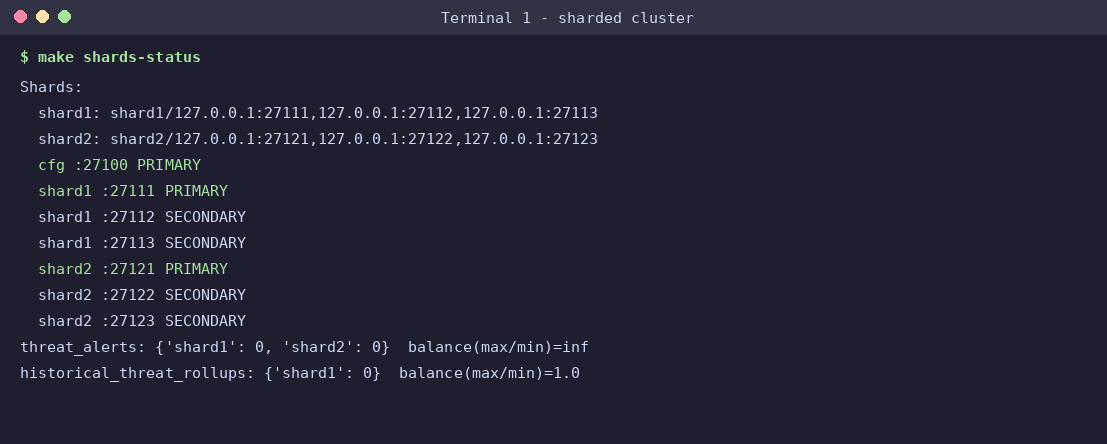 Terminal 1 - sharded cluster
$ make shards-status
Shards:
shard1: shard1/127.0.0.1:27111,127.0.0.1:27112,127.0.0.1:27113
shard2: shard2/127.0.0.1:27121,127.0.0.1:27122,127.0.0.1:27123
cfg :27100 PRIMARY
shard1 :27111 PRIMARY
shard1 :27112 SECONDARY
shard1 :27113 SECONDARY
shard2 :27121 PRIMARY
shard2 :27122 SECONDARY
shard2 :27123 SECONDARY
threat_alerts: {'shard1': 0, 'shard2': 0}  balance(max/min)=inf
historical_threat_rollups: {'shard1': 0}  balance(max/min)=1.0